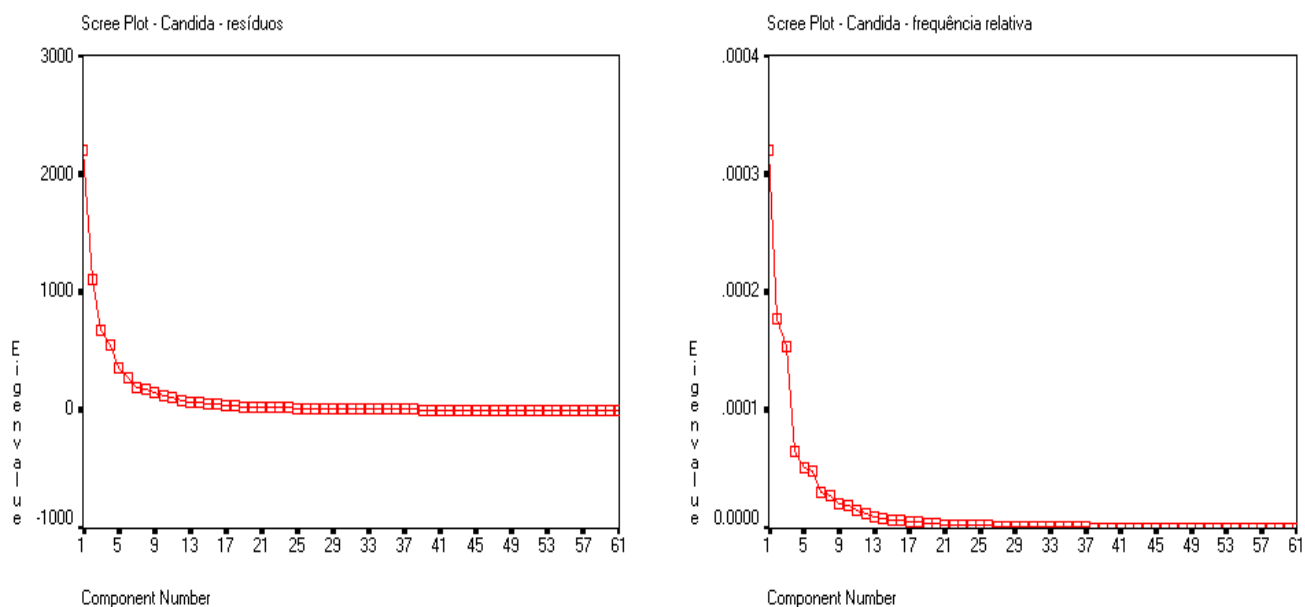 Scree Plot - Candida - resíduos
3000
2000
1000
0
-1000
Eigenvalue
1 5 9 13 17 21 25 29 33 37 41 45 49 53 57 61
Component Number
Scree Plot - Candida - frequência relativa
.0004
.0003
.0002
.0001
0.0000
Eigenvalue
1 5 9 13 17 21 25 29 33 37 41 45 49 53 57 61
Component Number